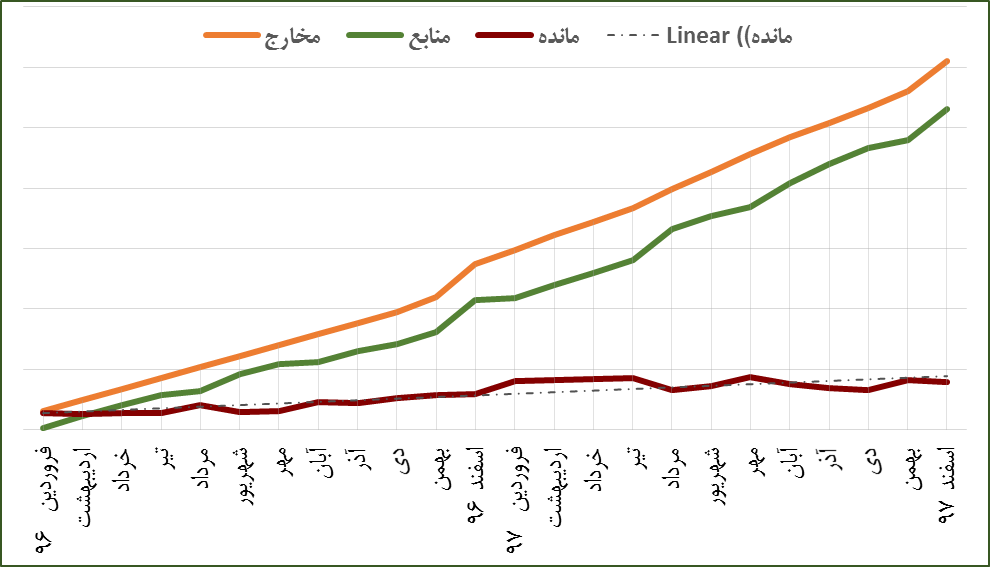 مخارج
منابع
مانده
Linear ((مانده
فروردین ۹۶
اردیبهشت
خرداد
تیر
مرداد
شهریور
مهر
آبان
آذر
دی
بهمن
اسفند ۹۶
فروردین ۹۷
اردیبهشت
خرداد
تیر
مرداد
شهریور
مهر
آبان
آذر
دی
بهمن
اسفند ۹۷